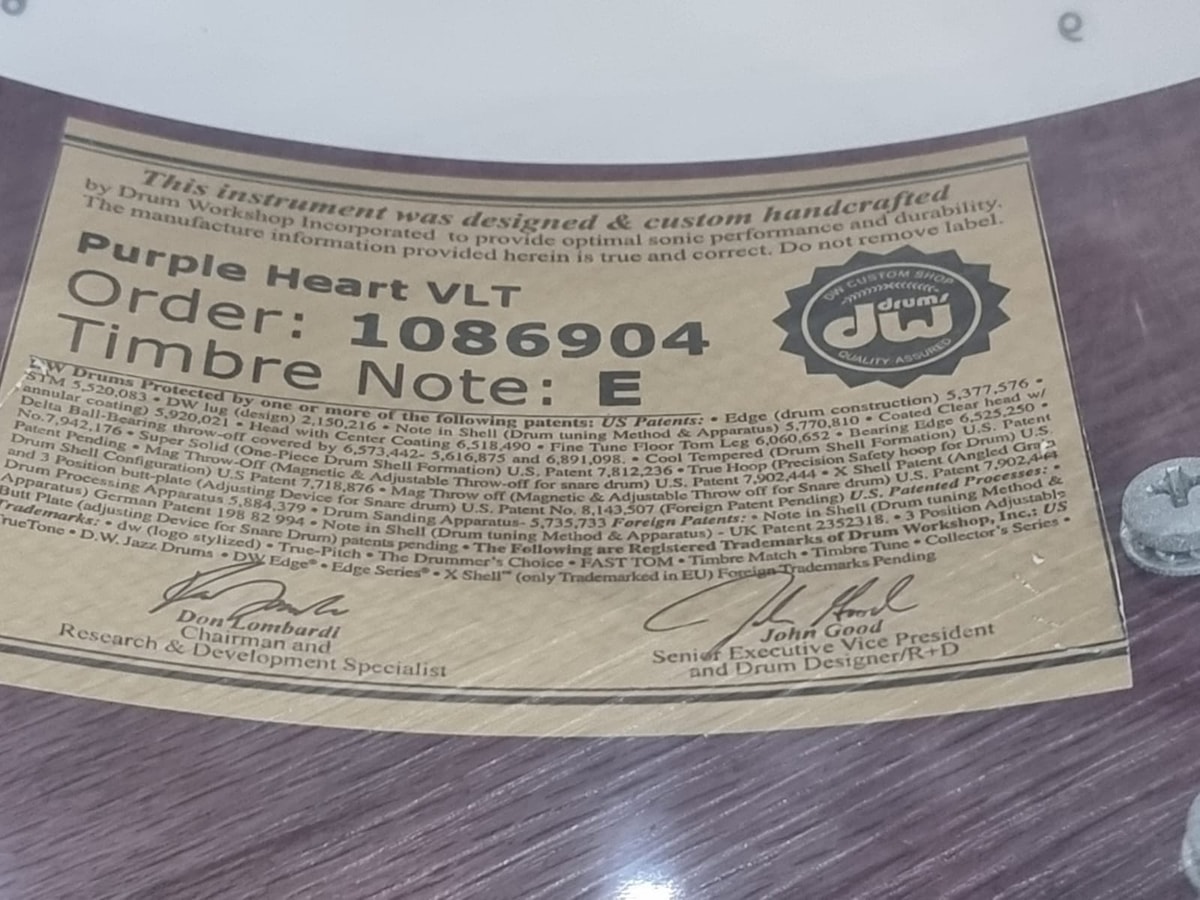 This instrument was designed & custom handcrafted
by Drum Workshop Incorporated to provide optimal sonic performance and durability.
The manufacture information provided herein is true and correct. Do not remove label.
Purple Heart VLT
Order: 1086904
Timbre Note: E
DW CUSTOM SHOP
dw drums
QUALITY ASSURED
DW Drums Protected by one or more of the following patents: US Patents: • Edge (drum construction) 5,377,576 •
STM 5,520,083 • DW lug (design) 2,150,216 • Note in Shell (Drum tuning Method & Apparatus) 5,770,810 • Coated Clear head w/
annular coating) 5,920,021 • Head with Center Coating 6,518,490 • Fine Tune Floor Tom Leg 6,060,652 • Bearing Edge 6,525,250 •
Delta Ball-Bearing throw-off covered by 6,573,442- 5,616,875 and 6,891,098. • Cool Tempered (Drum Shell Formation) U.S. Patent
No.7,942,176 • Super Solid (One-Piece Drum Shell Formation) U.S. Patent 7,812,236 • True Hoop (Precision Safety hoop for Drum) U.S.
Patent Pending • Mag Throw-Off (Magnetic & Adjustable Throw-off for snare drum) U.S. Patent 7,902,444 • X Shell Patent (Angled Grain
Drum Shell Configuration) U.S Patent 7,718,876 • Mag Throw off (Magnetic & Adjustable Throw off for Snare drum) U.S. Patent 7,902,444
and 3 Position butt-plate (Adjusting Device for Snare drum) U.S. Patent No. 8,143,507 (Foreign Patent Pending) U.S. Patented Processes: •
Drum Processing Apparatus 5,884,379 • Drum Sanding Apparatus- 5,735,733 Foreign Patents: • Note in Shell (Drum tuning Method &
Apparatus) German Patent 198 82 994 • Note in Shell (Drum tuning Method & Apparatus) - UK Patent 2352318. • 3 Position Adjustable
Butt Plate (adjusting Device for Snare Drum) patents pending • The Following are Registered Trademarks of Drum Workshop, Inc.: US
Trademarks: • dw (logo stylized) • True-Pitch • The Drummer's Choice • FAST TOM • Timbre Match • Timbre Tune • Collector's Series •
TrueTone • D.W. Jazz Drums • DW Edge® • Edge Series® • X Shell™ (only Trademarked in EU) Foreign Trademarks Pending
Don Lombardi
Chairman and
Research & Development Specialist
John Good
Senior Executive Vice President
and Drum Designer/R+D